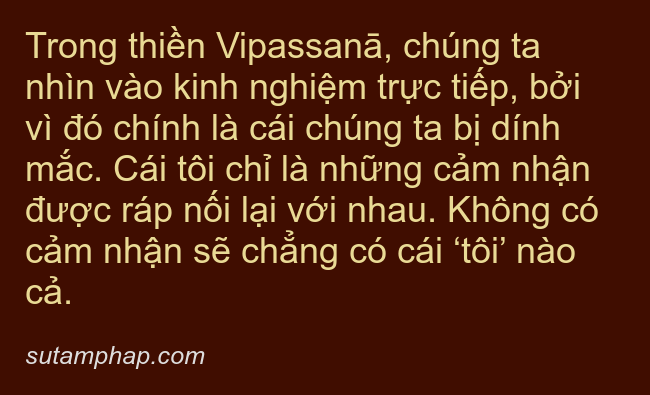 Trong thiền Vipassanā, chúng ta
nhìn vào kinh nghiệm trực tiếp, bởi
vì đó chính là cái chúng ta bị dính
mắc. Cái tôi chỉ là những cảm nhận
được ráp nối lại với nhau. Không có
cảm nhận sẽ chẳng có cái ‘tôi’ nào
cả.
sutamphap.com